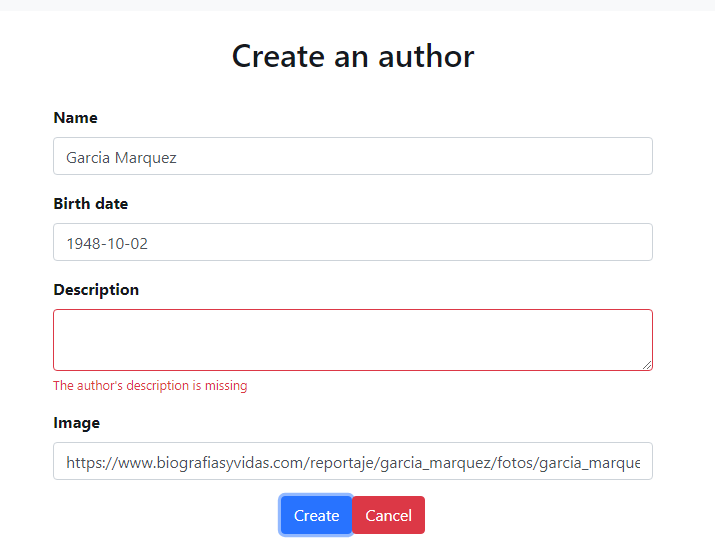 Create an author
Name
Garcia Marquez
Birth date
1948-10-02
Description
The author's description is missing
Image
https://www.biografiasyvidas.com/reportaje/garcia_marquez/fotos/garcia_marque
Create Cancel